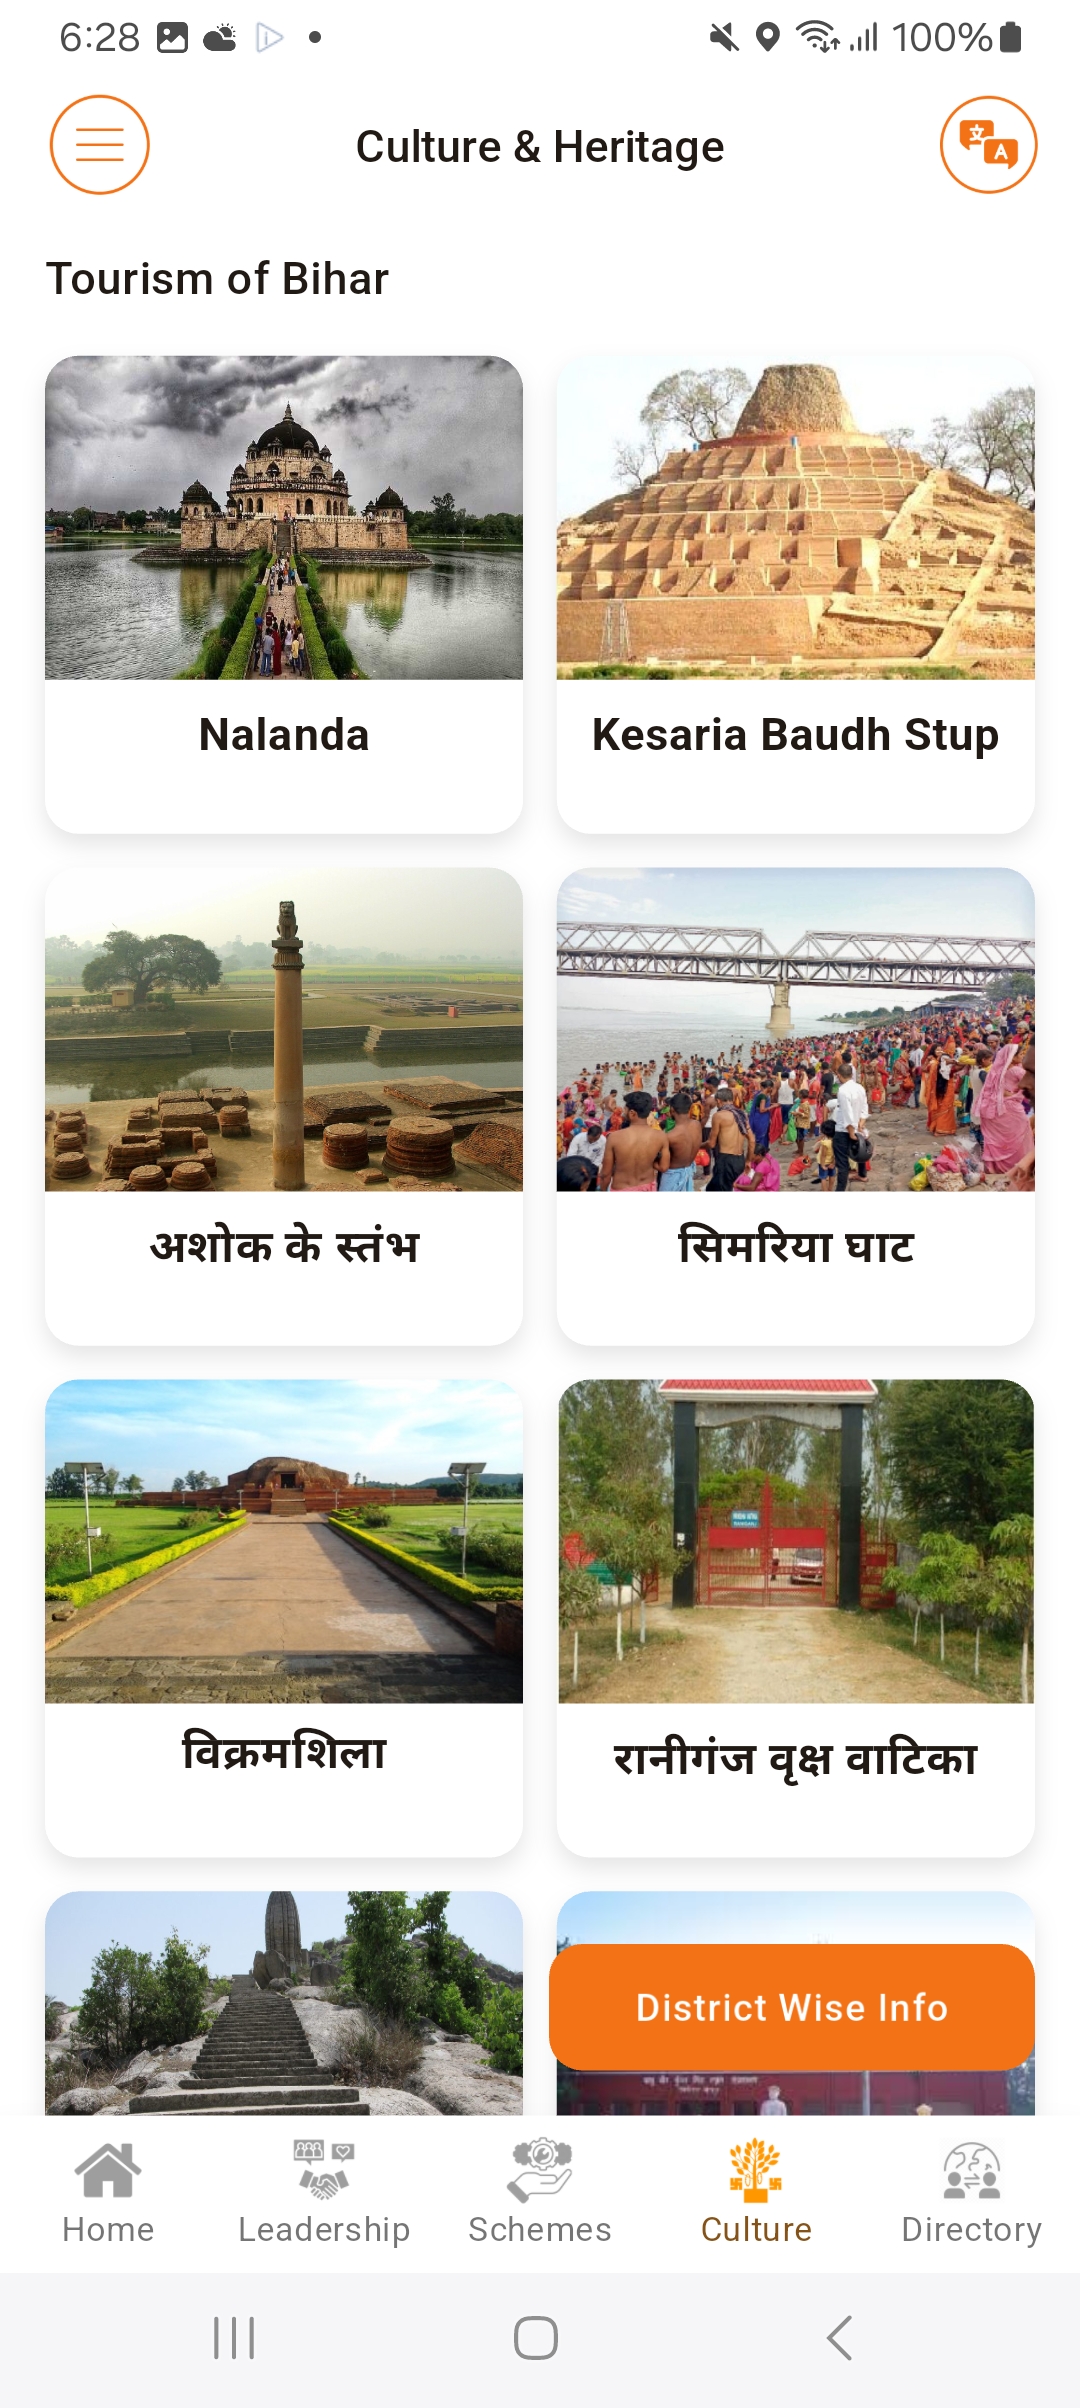 6:28
100%
Culture & Heritage
Tourism of Bihar
Nalanda
Kesaria Baudh Stup
अशोक के स्तंभ
सिमरिया घाट
विक्रमशिला
रानीगंज वृक्ष वाटिका
District Wise Info
Home
Leadership
Schemes
Culture
Directory